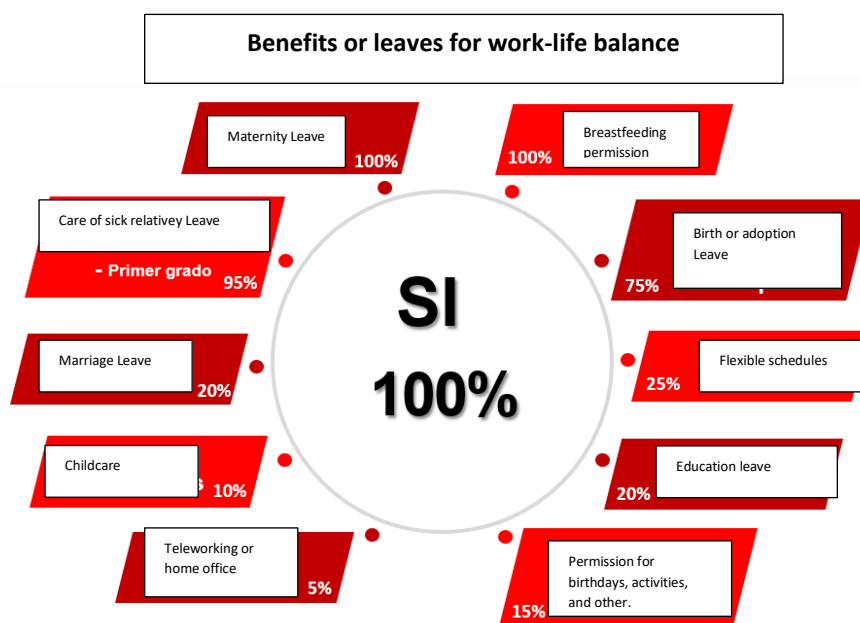 Benefits or leaves for work-life balance
Maternity Leave
100%
Breastfeeding
permission
100%
Care of sick relativey Leave
- Primer grado
95%
Birth or adoption
Leave
75%
Marriage Leave
20%
SI
100%
Flexible schedules
25%
Childcare
10%
Education leave
20%
Teleworking or
home office
5%
Permission for
birthdays, activities,
and other.
15%